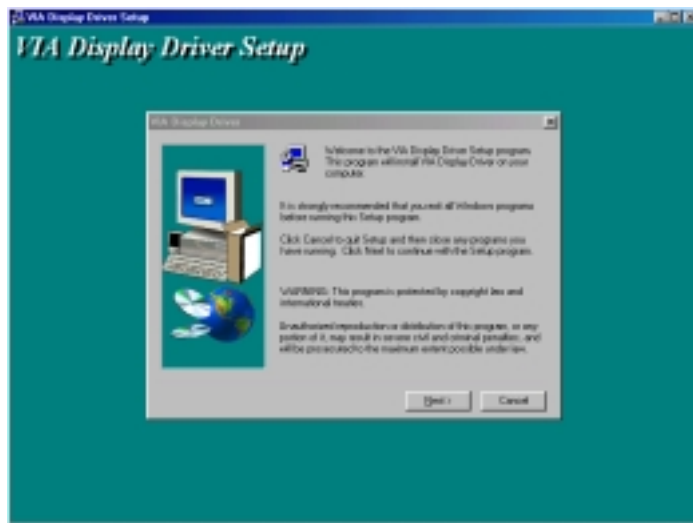 VIA Display Driver Setup
VIA Display Driver Setup
VIA Display Driver
Welcome to the VIA Display Driver Setup program.
This program will install VIA Display Driver on your
computer.
It is strongly recommended that you exit all Windows programs
before running this Setup program.
Click Cancel to quit Setup and then close any programs you
have running. Click Next to continue with the Setup program.
WARNING: This program is protected by copyright law and
international treaties.
Unauthorized reproduction or distribution of this program, or any
portion of it, may result in severe civil and criminal penalties, and
will be prosecuted to the maximum extent possible under law.
Next >
Cancel